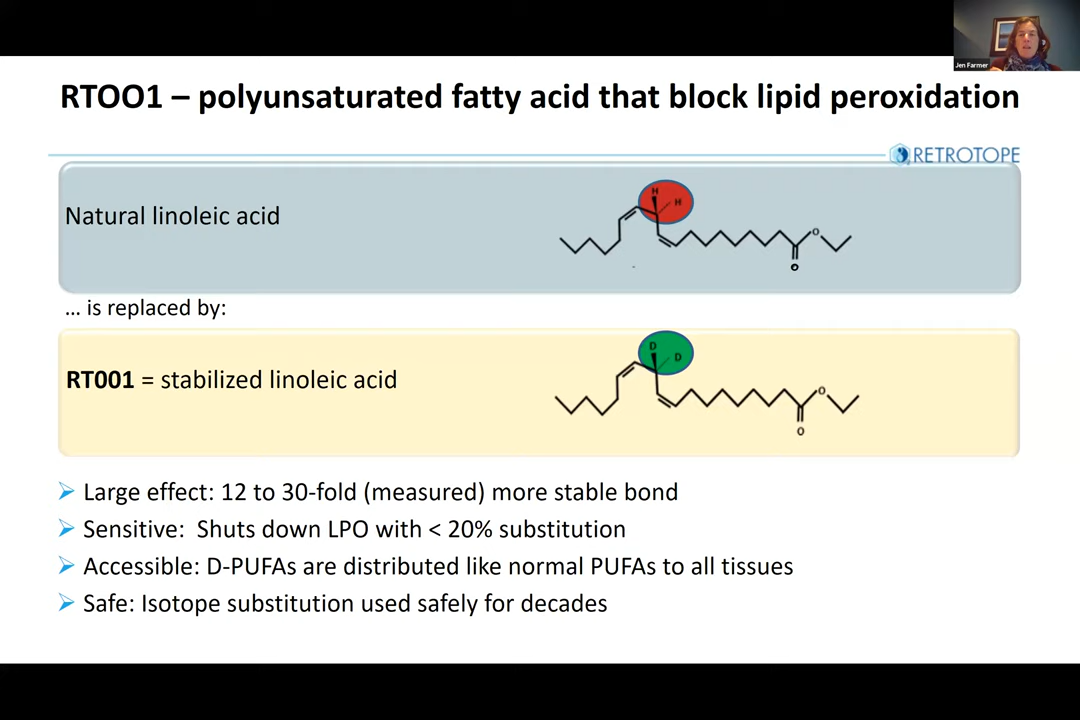 Jen Farmer
RTOO1 – polyunsaturated fatty acid that block lipid peroxidation
RETROTOPE
Natural linoleic acid
H
H
O
O
... is replaced by:
RT001 = stabilized linoleic acid
D
D
O
O
➢ Large effect: 12 to 30-fold (measured) more stable bond
➢ Sensitive: Shuts down LPO with < 20% substitution
➢ Accessible: D-PUFAs are distributed like normal PUFAs to all tissues
➢ Safe: Isotope substitution used safely for decades